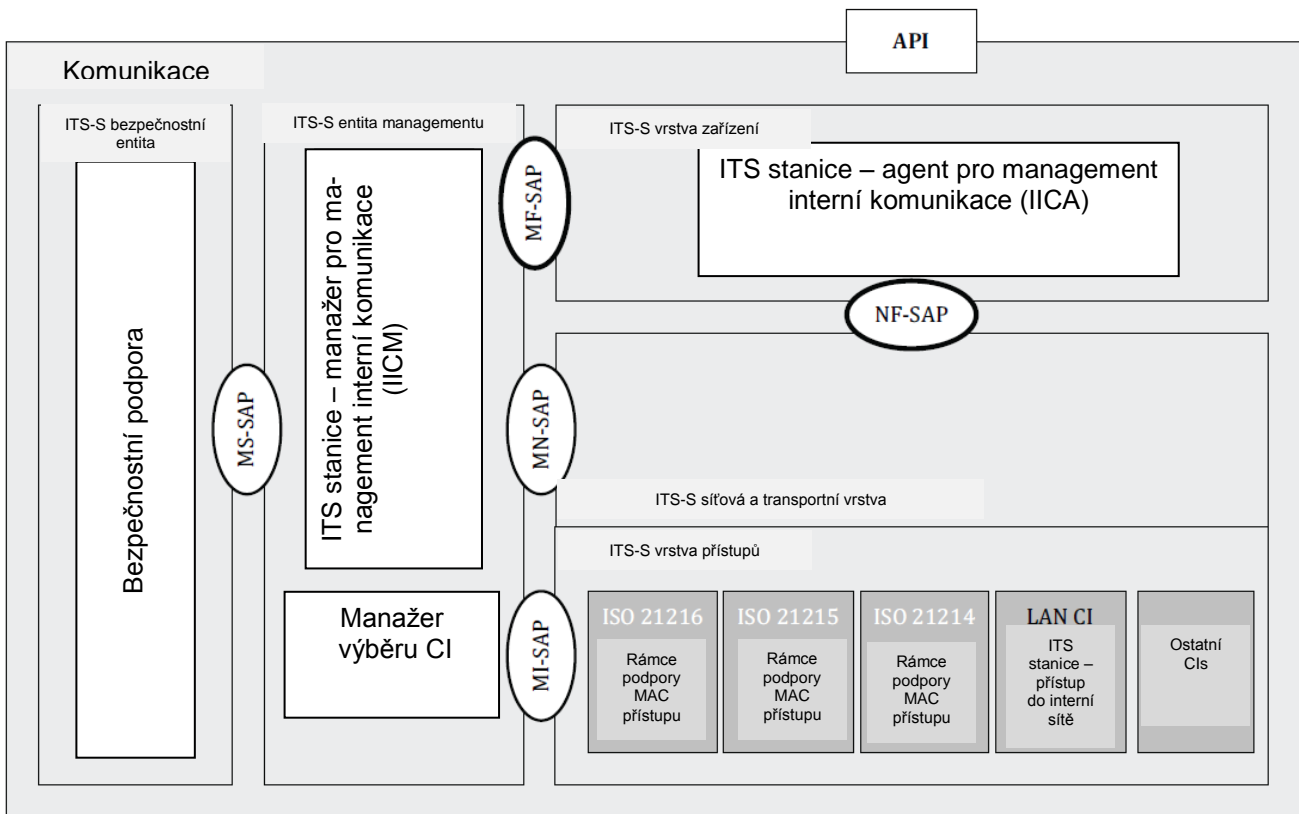 API
Komunikace
ITS-S bezpečnostní
entita
Bezpečnostní podpora
MS-SAP
ITS-S entita managementu
ITS stanice – manažer pro ma-
nagement interní komunikace
(IICM)
Manažer
výběru CI
MF-SAP
MN-SAP
MI-SAP
ITS-S vrstva zařízení
ITS stanice – agent pro management
interní komunikace (IICA)
NF-SAP
ITS-S síťová a transportní vrstva
ITS-S vrstva přístupů
ISO 21216
Rámce
podpory
MAC
přístupu
ISO 21215
Rámce
podpory
MAC
přístupu
ISO 21214
Rámce
podpory
MAC
přístupu
LAN CI
ITS
stanice –
přístup
do interní
sítě
Ostatní
CIs